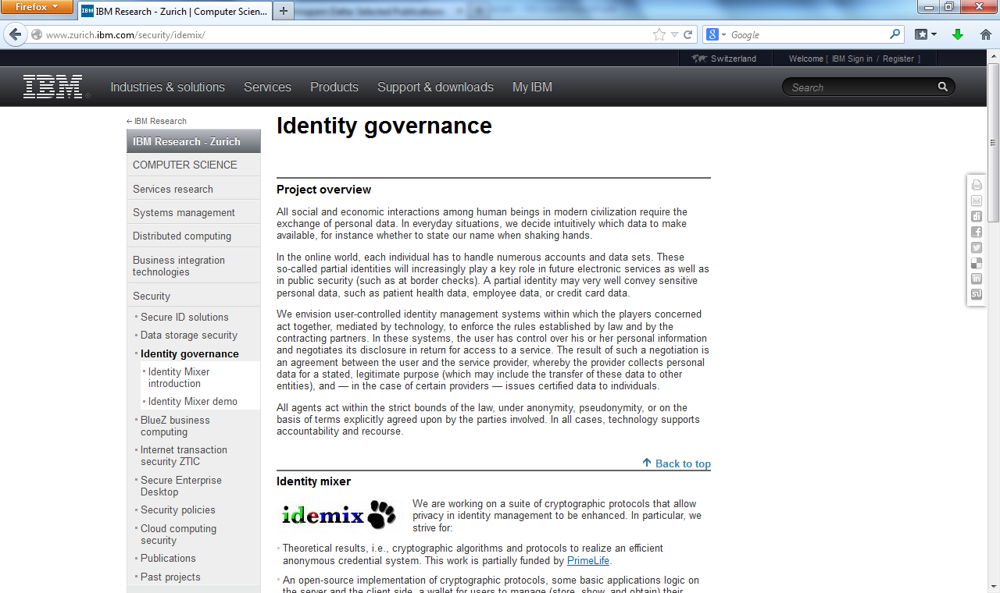 Firefox
IBM Research - Zurich | Computer Scien...
www.zurich.ibm.com/security/idemix/
Google
Switzerland
Welcome [ IBM Sign in / Register ]
IBM
Industries & solutions
Services
Products
Support & downloads
My IBM
Search
IBM Research
IBM Research - Zurich
COMPUTER SCIENCE
Services research
Systems management
Distributed computing
Business integration
technologies
Security
Secure ID solutions
Data storage security
Identity governance
Identity Mixer
introduction
Identity Mixer demo
BlueZ business
computing
Internet transaction
security ZTIC
Secure Enterprise
Desktop
Security policies
Cloud computing
security
Publications
Past projects
Identity governance
Project overview
All social and economic interactions among human beings in modern civilization require the
exchange of personal data. In everyday situations, we decide intuitively which data to make
available, for instance whether to state our name when shaking hands.
In the online world, each individual has to handle numerous accounts and data sets. These
so-called partial identities will increasingly play a key role in future electronic services as well as
in public security (such as at border checks). A partial identity may very well convey sensitive
personal data, such as patient health data, employee data, or credit card data.
We envision user-controlled identity management systems within which the players concerned
act together, mediated by technology, to enforce the rules established by law and by the
contracting partners. In these systems, the user has control over his or her personal information
and negotiates its disclosure in return for access to a service. The result of such a negotiation is
an agreement between the user and the service provider, whereby the provider collects personal
data for a stated, legitimate purpose (which may include the transfer of these data to other
entities), and — in the case of certain providers — issues certified data to individuals.
All agents act within the strict bounds of the law, under anonymity, pseudonymity, or on the
basis of terms explicitly agreed upon by the parties involved. In all cases, technology supports
accountability and recourse.
Back to top
Identity mixer
idemix
We are working on a suite of cryptographic protocols that allow
privacy in identity management to be enhanced. In particular, we
strive for:
Theoretical results, i.e., cryptographic algorithms and protocols to realize an efficient
anonymous credential system. This work is partially funded by PrimeLife.
An open-source implementation of cryptographic protocols, some basic applications logic on
the server and the client side, a wallet for users to manage (store, show, and obtain) their